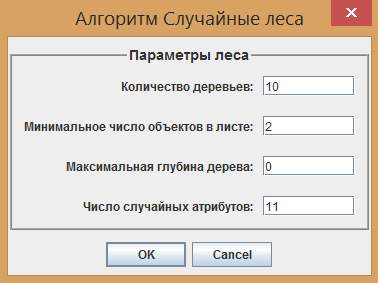 Алгоритм Случайные леса
Параметры леса
Количество деревьев: 10
Минимальное число объектов в листе: 2
Максимальная глубина дерева: 0
Число случайных атрибутов: 11
OK Cancel